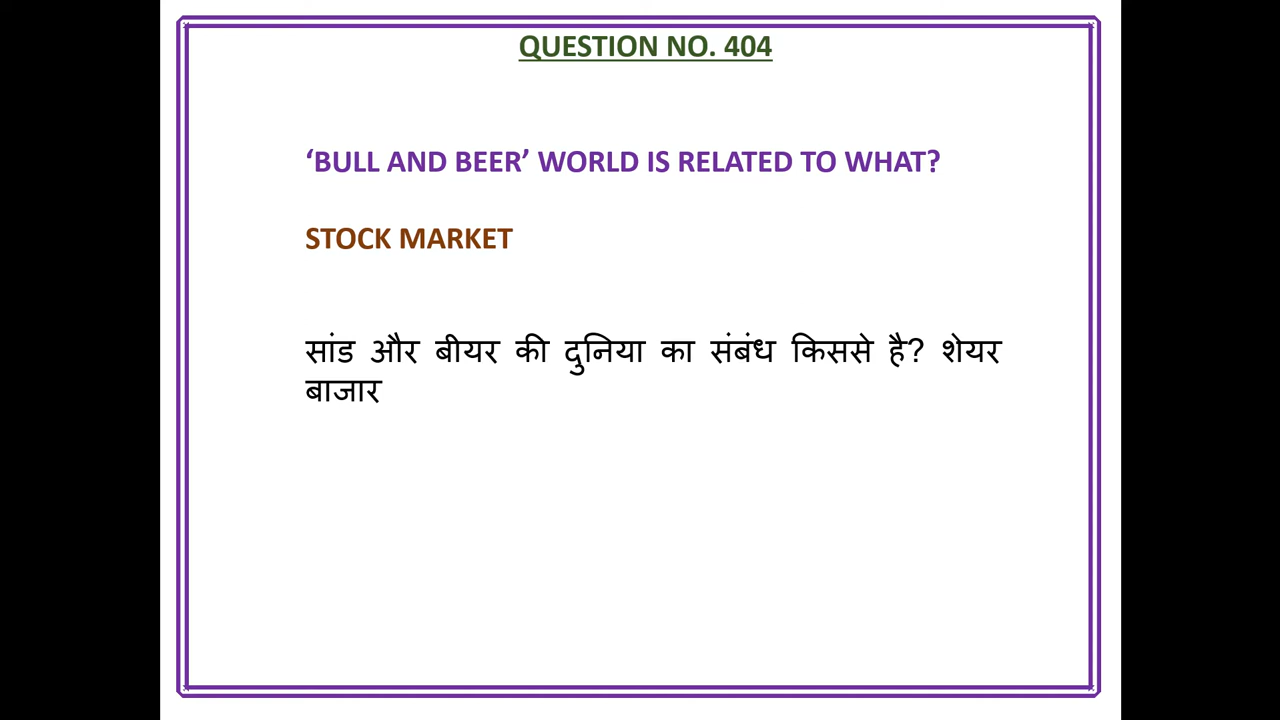 QUESTION NO. 404
‘BULL AND BEER’ WORLD IS RELATED TO WHAT?
STOCK MARKET
सांड और बीयर की दुनिया का संबंध किससे है? शेयर
बाजार